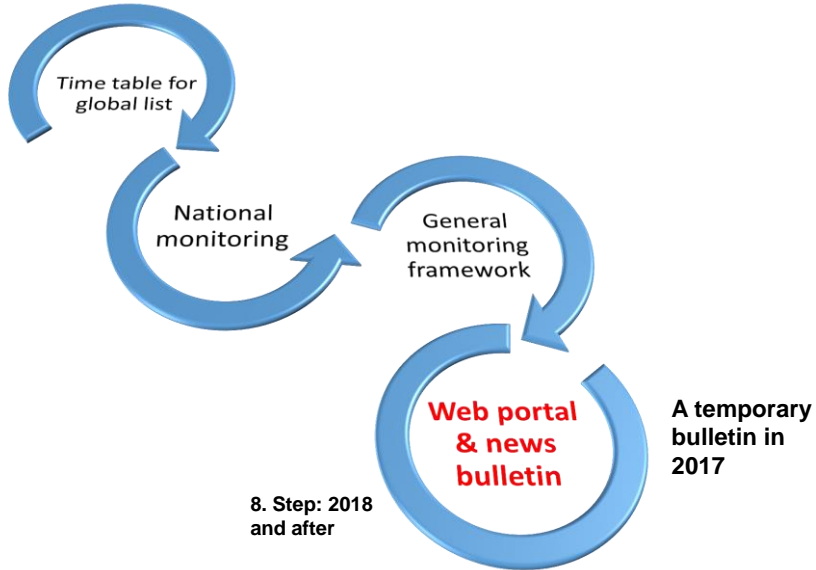 Time table for
global list
National
monitoring
General
monitoring
framework
Web portal
& news
bulletin
A temporary
bulletin in
2017
8. Step: 2018
and after